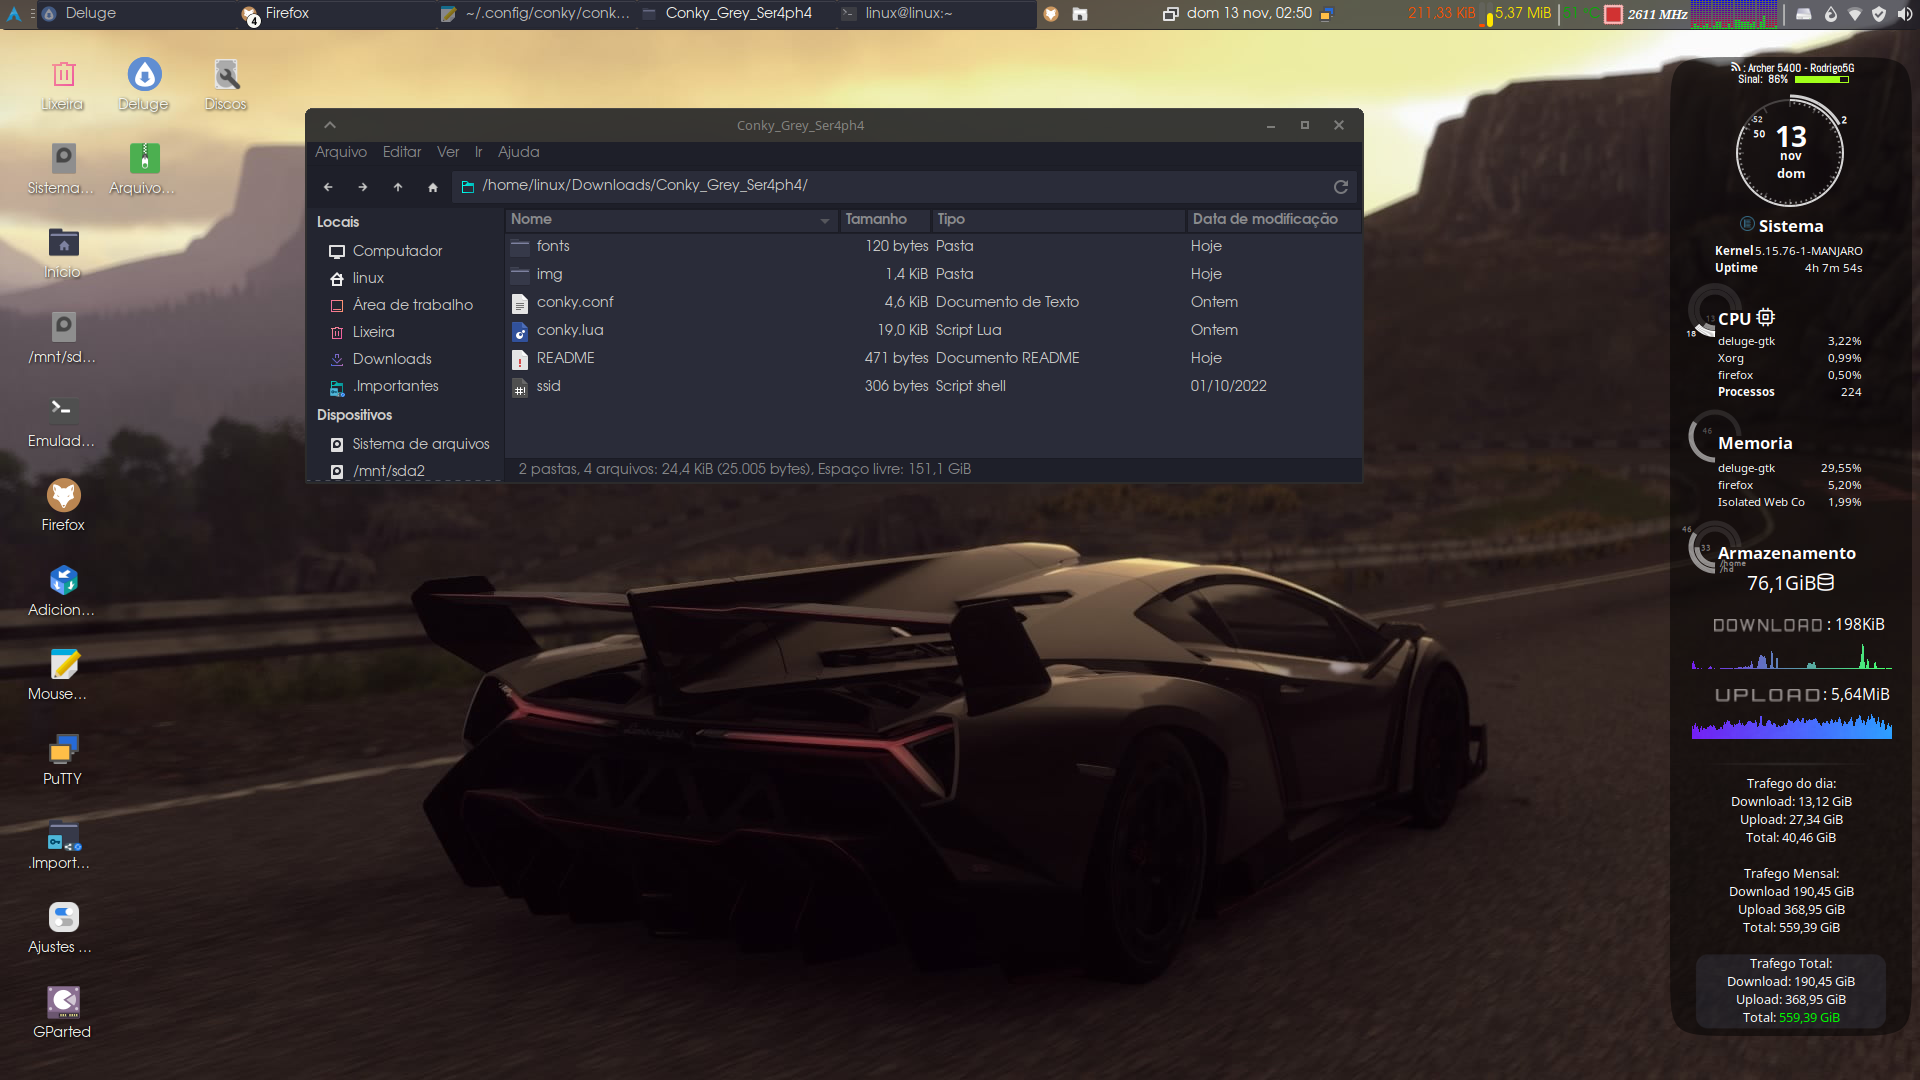 Deluge
4
Firefox
~/.config/conky/conk...
Conky_Grey_Ser4ph4
linux@linux:~
dom 13 nov, 02:50
211,33 KiB
5,37 MiB
51°C
2611 MHz
Lixeira
Deluge
Discos
Sistema...
Arquivo...
Início
/mnt/sd...
Emulad...
Firefox
Adicion...
Mouse...
PuTTY
.Import...
Ajustes ...
GParted
Conky_Grey_Ser4ph4
Arquivo Editar Ver Ir Ajuda
/home/linux/Downloads/Conky_Grey_Ser4ph4/
Locais
Computador
linux
Área de trabalho
Lixeira
Downloads
.Importantes
Dispositivos
Sistema de arquivos
/mnt/sda2
Nome Tamanho Tipo Data de modificação
fonts 120 bytes Pasta Hoje
img 1,4 KiB Pasta Hoje
conky.conf 4,6 KiB Documento de Texto Ontem
conky.lua 19,0 KiB Script Lua Ontem
README 471 bytes Documento README Hoje
ssid 306 bytes Script shell 01/10/2022
2 pastas, 4 arquivos: 24,4 KiB (25.005 bytes), Espaço livre: 151,1 GiB
: Archer 5400 - Rodrigo5G
Sinal: 86%
52
2
50
13
nov
dom
Sistema
Kernel 5.15.76-1-MANJARO
Uptime 4h 7m 54s
13
18
CPU
deluge-gtk 3,22%
Xorg 0,99%
firefox 0,50%
Processos 224
46
Memoria
deluge-gtk 29,55%
firefox 5,20%
Isolated Web Co 1,99%
46
33
Armazenamento
/home
/hd
76,1GiB
DOWNLOAD : 198KiB
UPLOAD : 5,64MiB
Trafego do dia:
Download: 13,12 GiB
Upload: 27,34 GiB
Total: 40,46 GiB
Trafego Mensal:
Download 190,45 GiB
Upload 368,95 GiB
Total: 559,39 GiB
Trafego Total:
Download: 190,45 GiB
Upload: 368,95 GiB
Total: 559,39 GiB